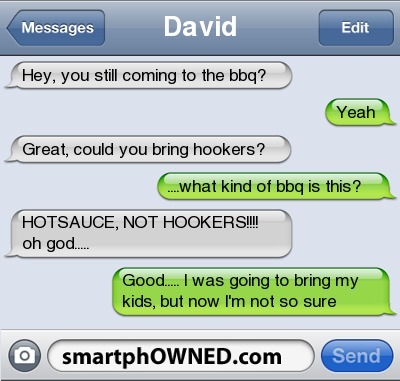 Messages
David
Edit
Hey, you still coming to the bbq?
Yeah
Great, could you bring hookers?
....what kind of bbq is this?
HOTSAUCE, NOT HOOKERS!!!!
oh god.....
Good..... I was going to bring my
kids, but now I'm not so sure
smartphOWNED.com
Send